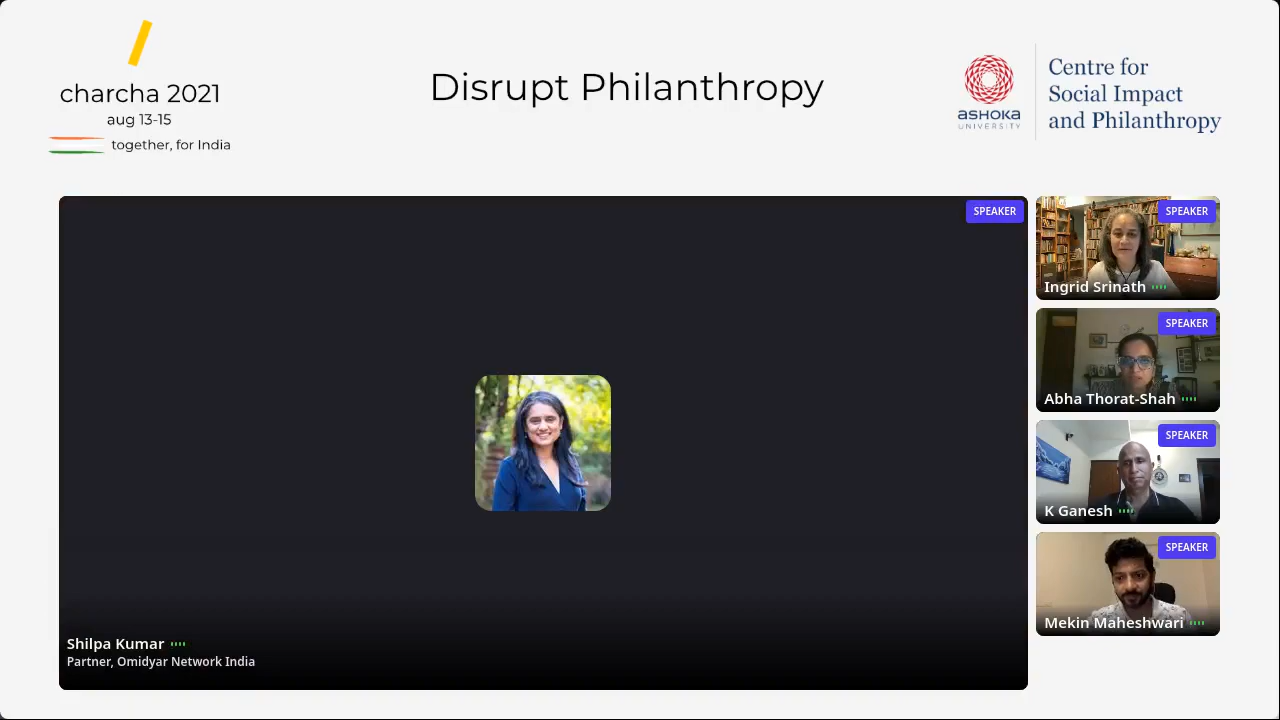 charcha 2021
aug 13-15
together, for India
Disrupt Philanthropy
ASHOKA
UNIVERSITY
Centre for
Social Impact
and Philanthropy
SPEAKER
Shilpa Kumar
Partner, Omidyar Network India
SPEAKER
Ingrid Srinath
SPEAKER
Abha Thorat-Shah
SPEAKER
K Ganesh
SPEAKER
Mekin Maheshwari